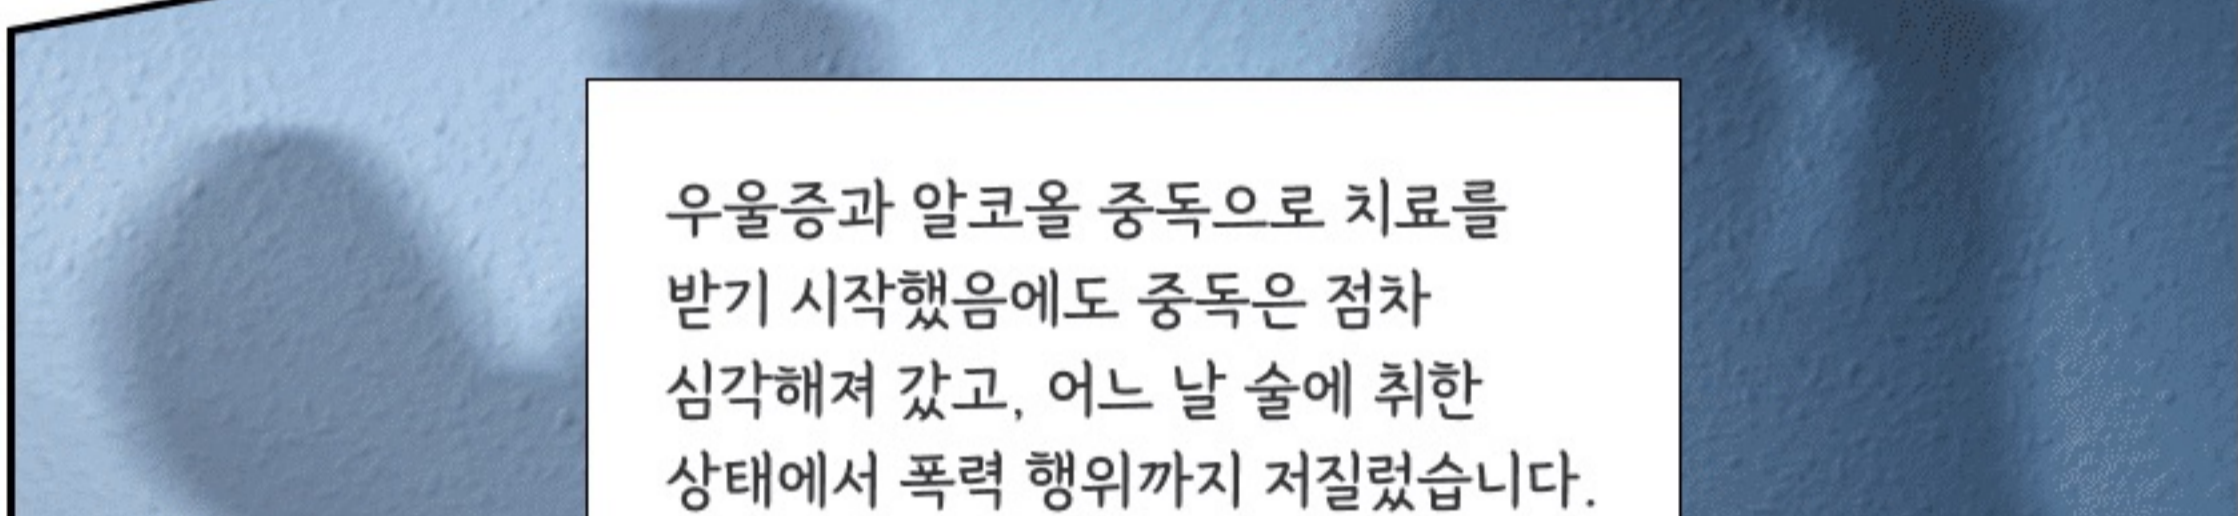 우울증과 알코올 중독으로 치료를
받기 시작했음에도 중독은 점차
심각해져 갔고, 어느 날 술에 취한
상태에서 폭력 행위까지 저질렀습니다.